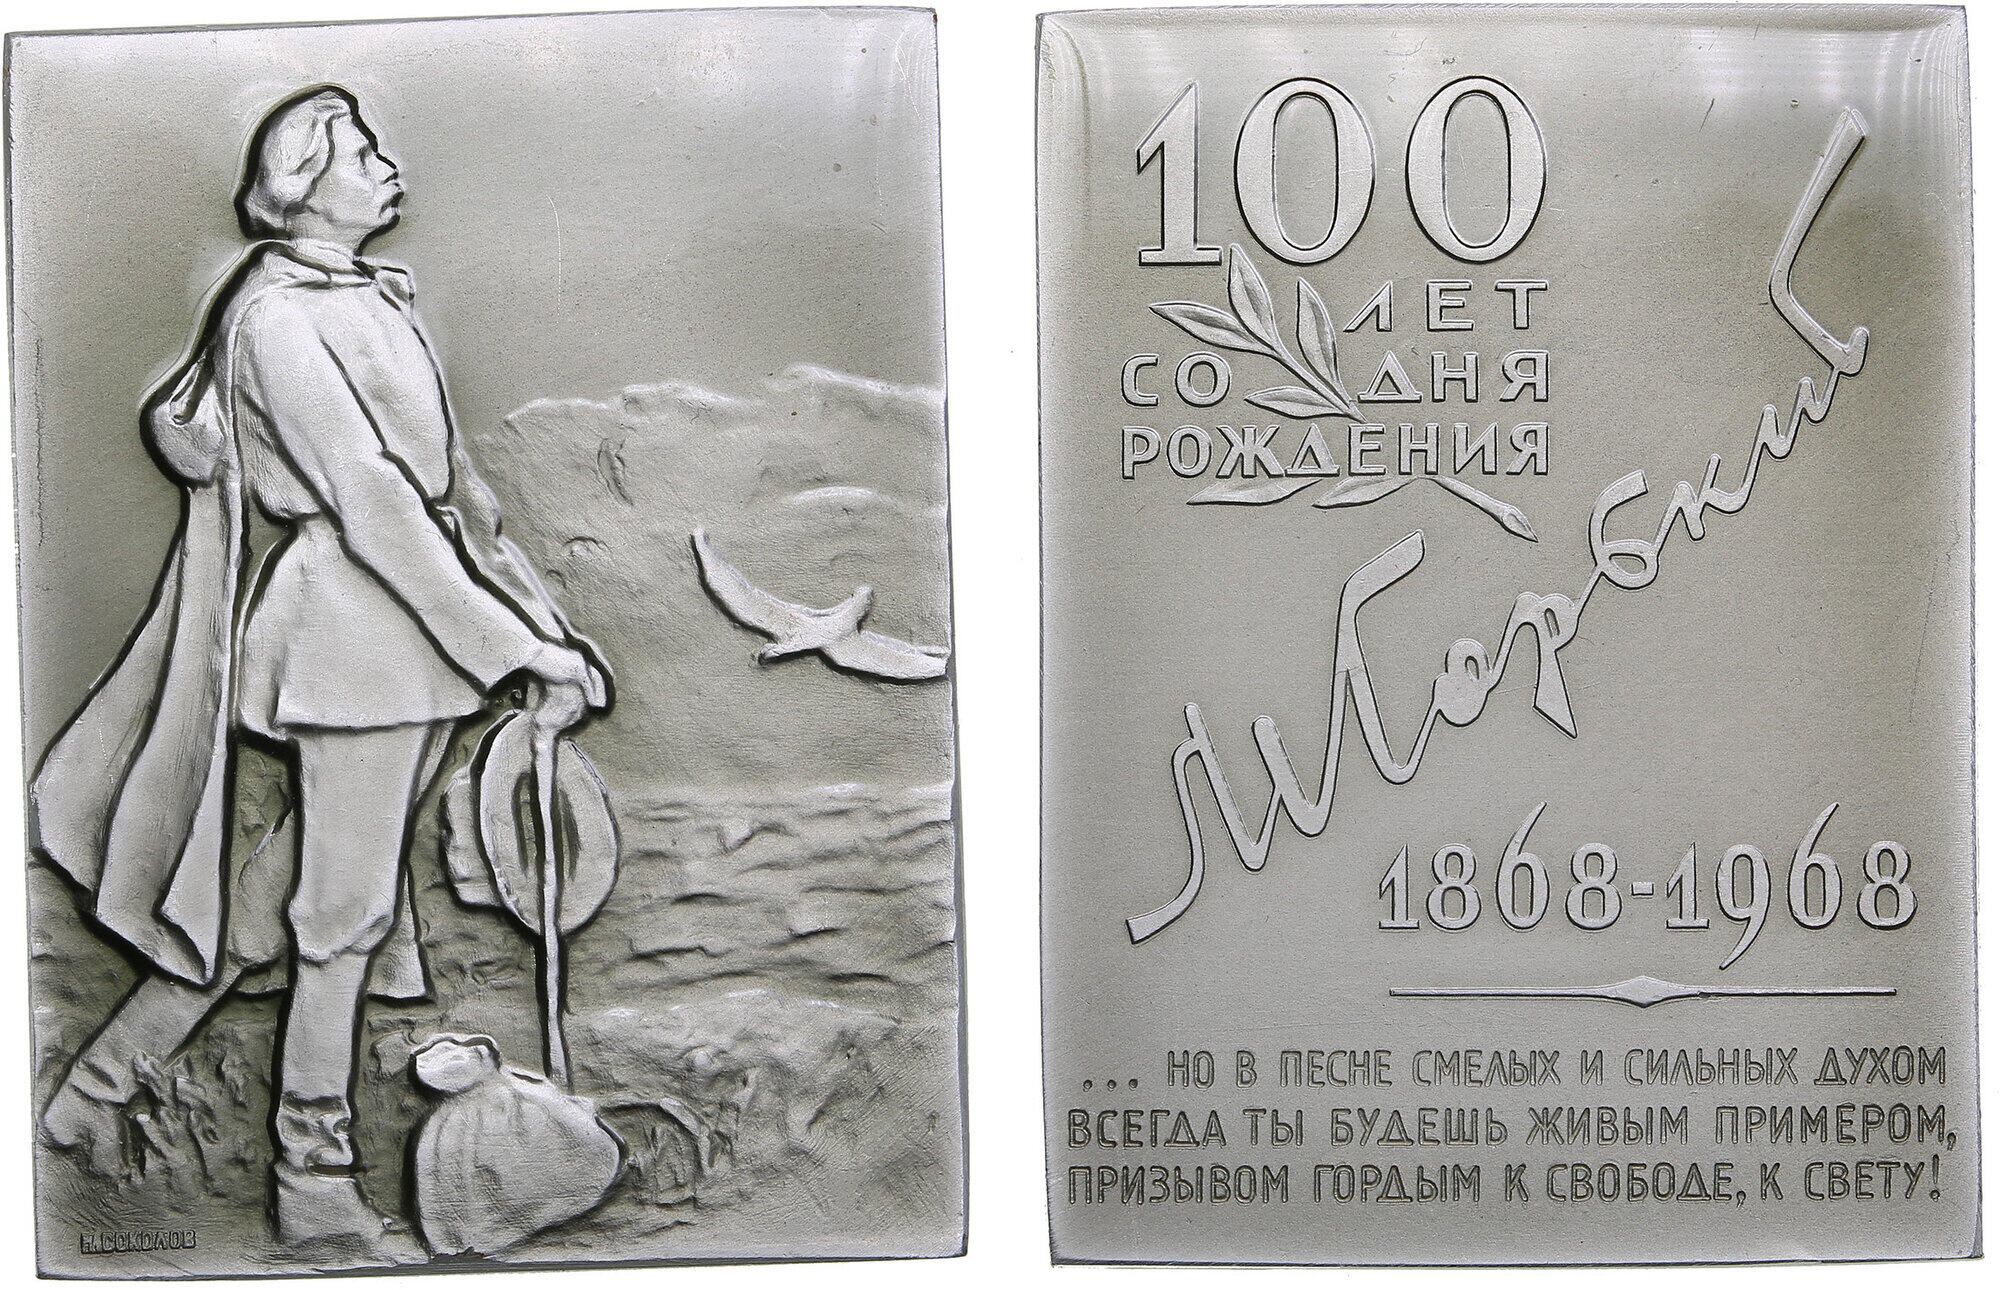 Н. СОКОЛОВ
100
ЛЕТ
СО ДНЯ
РОЖДЕНИЯ
М Горький
1868-1968
... НО В ПЕСНЕ СМЕЛЫХ И СИЛЬНЫХ ДУХОМ
ВСЕГДА ТЫ БУДЕШЬ ЖИВЫМ ПРИМЕРОМ,
ПРИЗЫВОМ ГОРДЫМ К СВОБОДЕ, К СВЕТУ!